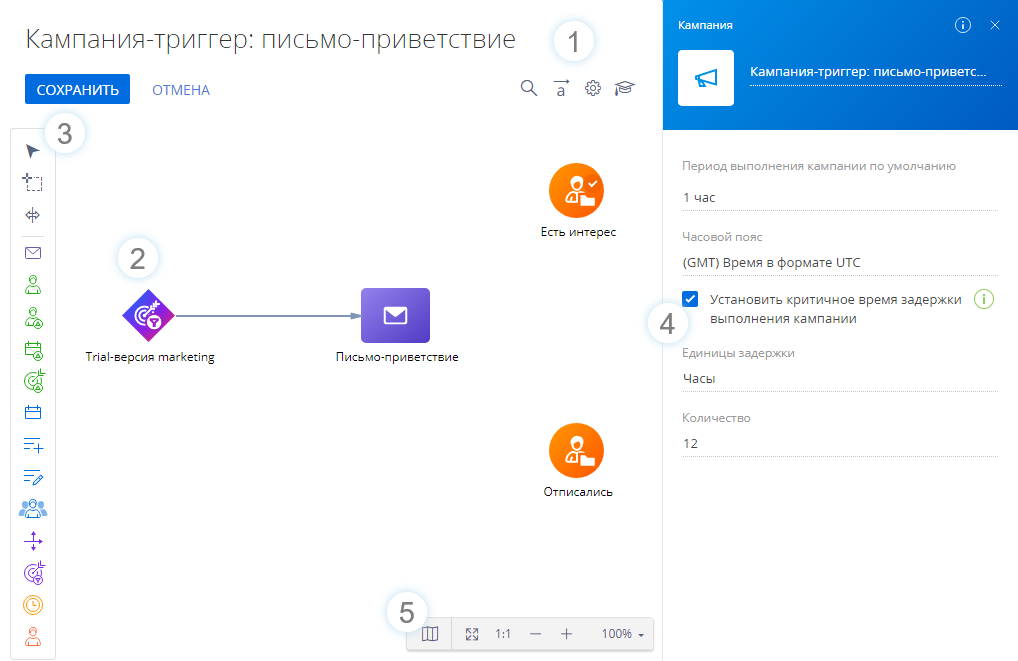 Кампания-триггер: письмо-приветствие
1
СОХРАНИТЬ
ОТМЕНА
a
3
Есть интерес
2
Trial-версия marketing
Письмо-приветствие
Отписались
5
1:1
100%
Кампания
Кампания-триггер: письмо-приветс...
Период выполнения кампании по умолчанию
1 час
Часовой пояс
(GMT) Время в формате UTC
Установить критичное время задержки
выполнения кампании
4
Единицы задержки
Часы
Количество
12